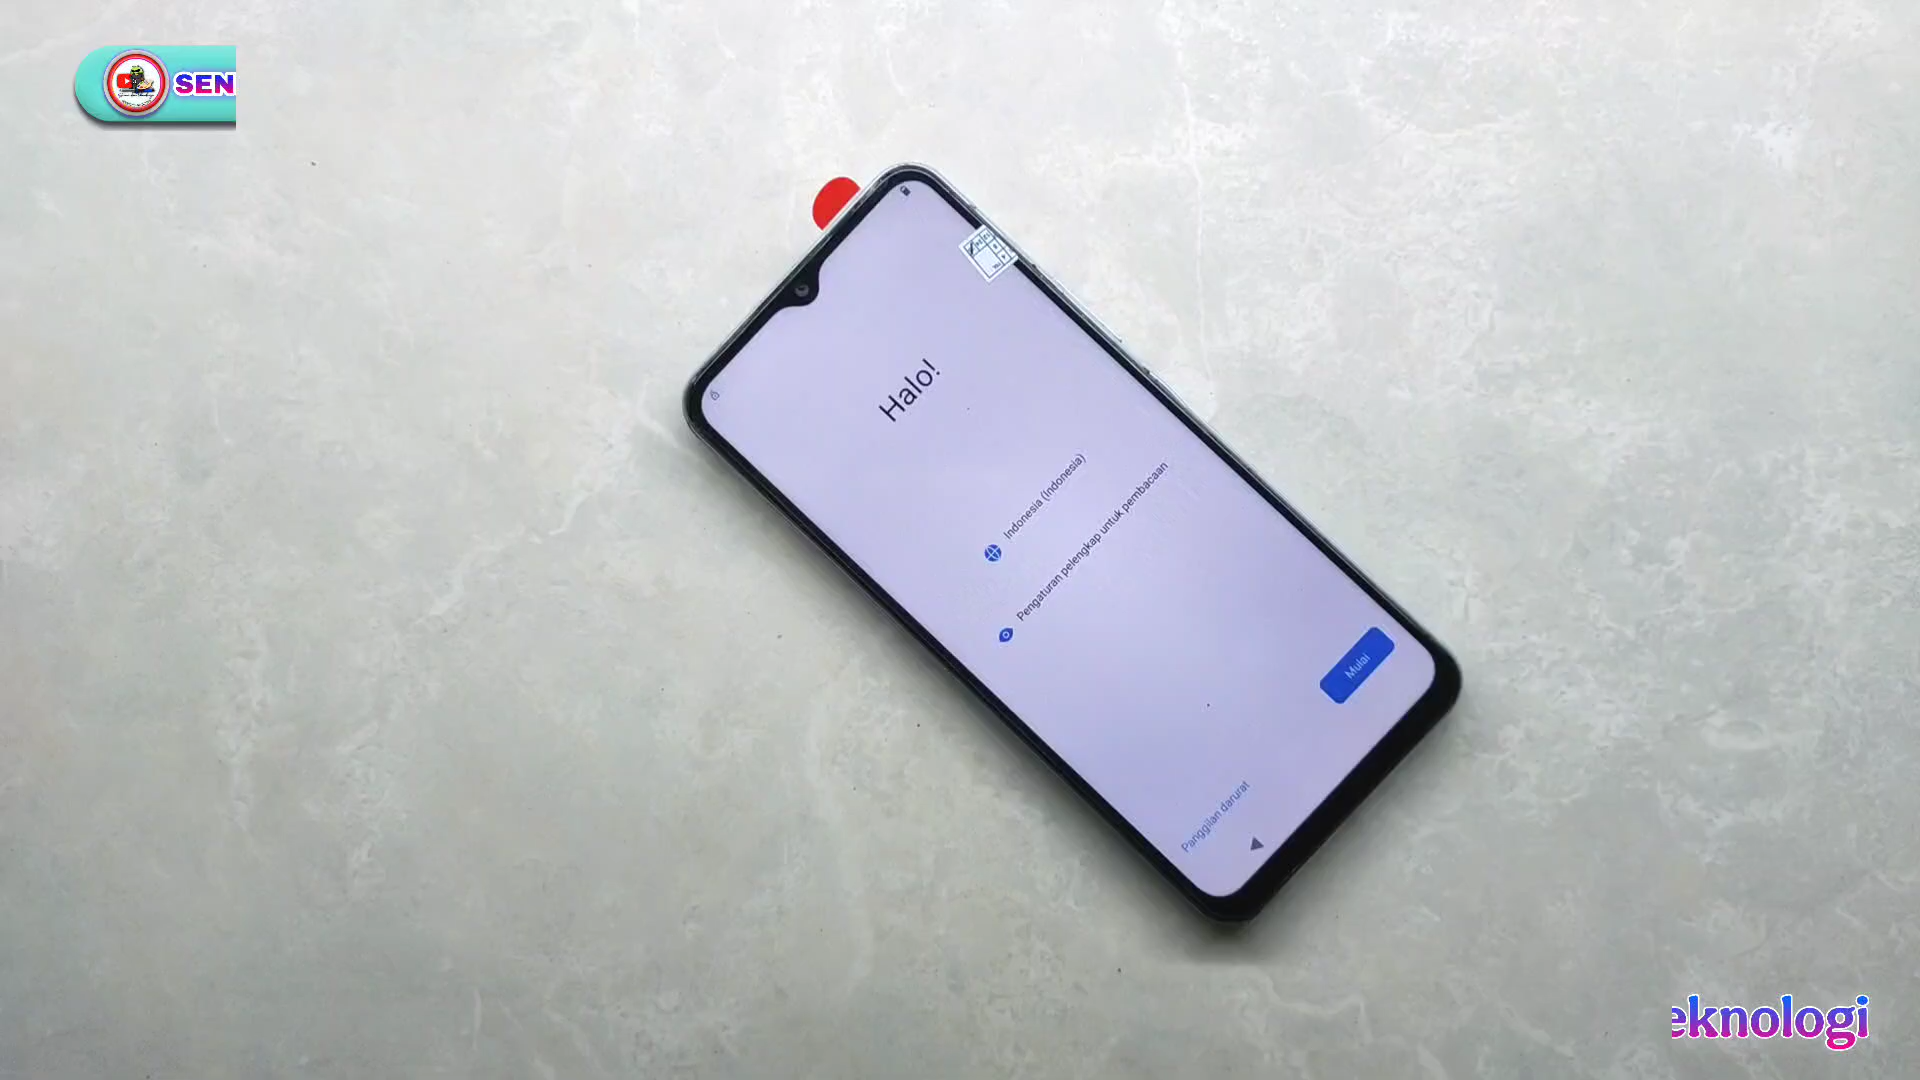 SEN
Halo!
Indonesia (Indonesia)
Pengaturan pelengkap untuk pembacaan
Mulai
Panggilan darurat
eknologi